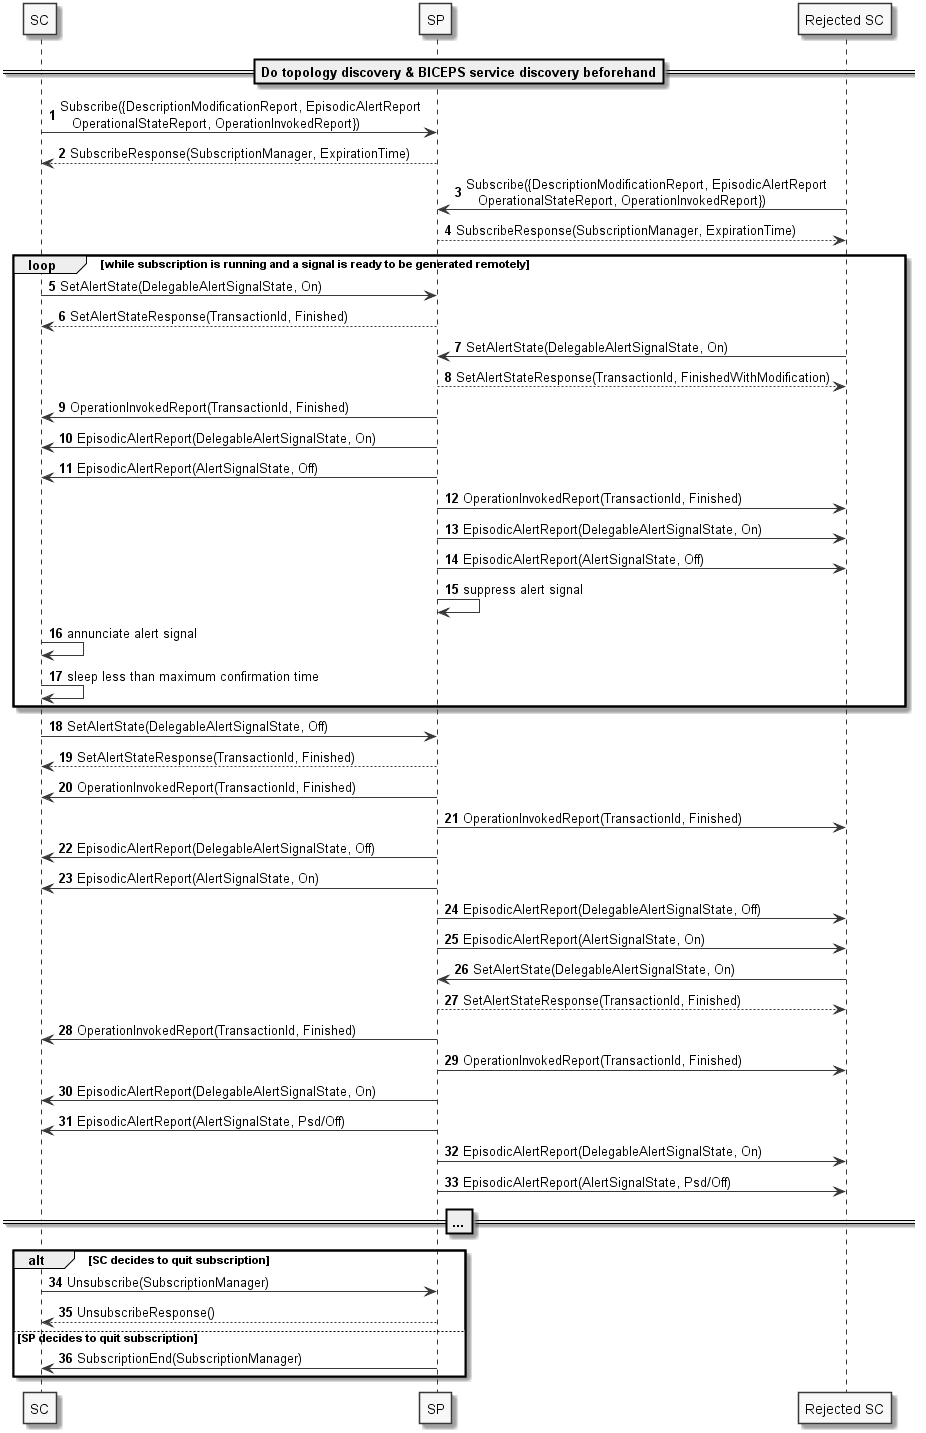 SC
SP
Rejected SC
Do topology discovery & BICEPS service discovery beforehand
1 Subscribe({DescriptionModificationReport, EpisodicAlertReport
OperationalStateReport, OperationInvokedReport})
2 SubscribeResponse(SubscriptionManager, ExpirationTime)
3 Subscribe({DescriptionModificationReport, EpisodicAlertReport
OperationalStateReport, OperationInvokedReport})
4 SubscribeResponse(SubscriptionManager, ExpirationTime)
loop [while subscription is running and a signal is ready to be generated remotely]
5 SetAlertState(DelegableAlertSignalState, On)
6 SetAlertStateResponse(TransactionId, Finished)
7 SetAlertState(DelegableAlertSignalState, On)
8 SetAlertStateResponse(TransactionId, FinishedWithModification)
9 OperationInvokedReport(TransactionId, Finished)
10 EpisodicAlertReport(DelegableAlertSignalState, On)
11 EpisodicAlertReport(AlertSignalState, Off)
12 OperationInvokedReport(TransactionId, Finished)
13 EpisodicAlertReport(DelegableAlertSignalState, On)
14 EpisodicAlertReport(AlertSignalState, Off)
15 suppress alert signal
16 annunciate alert signal
17 sleep less than maximum confirmation time
18 SetAlertState(DelegableAlertSignalState, Off)
19 SetAlertStateResponse(TransactionId, Finished)
20 OperationInvokedReport(TransactionId, Finished)
21 OperationInvokedReport(TransactionId, Finished)
22 EpisodicAlertReport(DelegableAlertSignalState, Off)
23 EpisodicAlertReport(AlertSignalState, On)
24 EpisodicAlertReport(DelegableAlertSignalState, Off)
25 EpisodicAlertReport(AlertSignalState, On)
26 SetAlertState(DelegableAlertSignalState, On)
27 SetAlertStateResponse(TransactionId, Finished)
28 OperationInvokedReport(TransactionId, Finished)
29 OperationInvokedReport(TransactionId, Finished)
30 EpisodicAlertReport(DelegableAlertSignalState, On)
31 EpisodicAlertReport(AlertSignalState, Psd/Off)
32 EpisodicAlertReport(DelegableAlertSignalState, On)
33 EpisodicAlertReport(AlertSignalState, Psd/Off)
...
alt [SC decides to quit subscription]
34 Unsubscribe(SubscriptionManager)
35 UnsubscribeResponse()
[SP decides to quit subscription]
36 SubscriptionEnd(SubscriptionManager)
SC
SP
Rejected SC